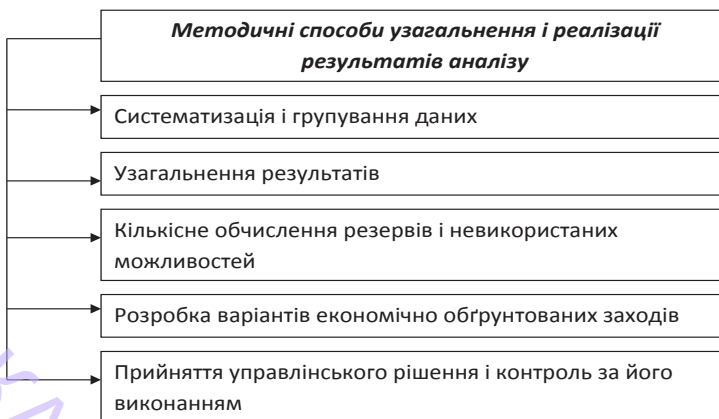 Методичні способи узагальнення і реалізації
результатів аналізу
Систематизація і групування даних
Узагальнення результатів
Кількісне обчислення резервів і невикористаних
можливостей
Розробка варіантів економічно обґрунтованих заходів
Прийняття управлінського рішення і контроль за його
виконанням